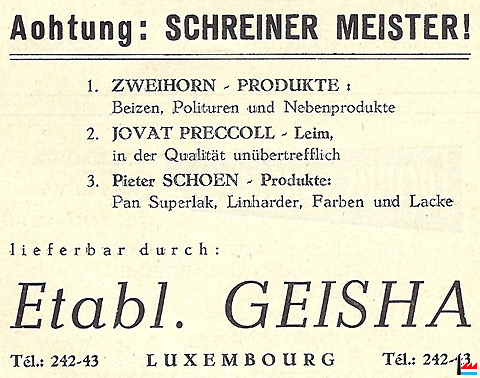 Aohtung: SCHREINER MEISTER!
1. ZWEIHORN - PRODUKTE :
Beizen, Polituren und Nebenprodukte
2. JOVAT PRECCOLL - Leim,
in der Qualität unübertrefflich
3. Pieter SCHOEN - Produkte:
Pan Superlak, Linharder, Farben und Lacke
lieferbar durch:
Etabl. GEISHA
Tél.: 242-43 LUXEMBOURG Tél.: 242-43